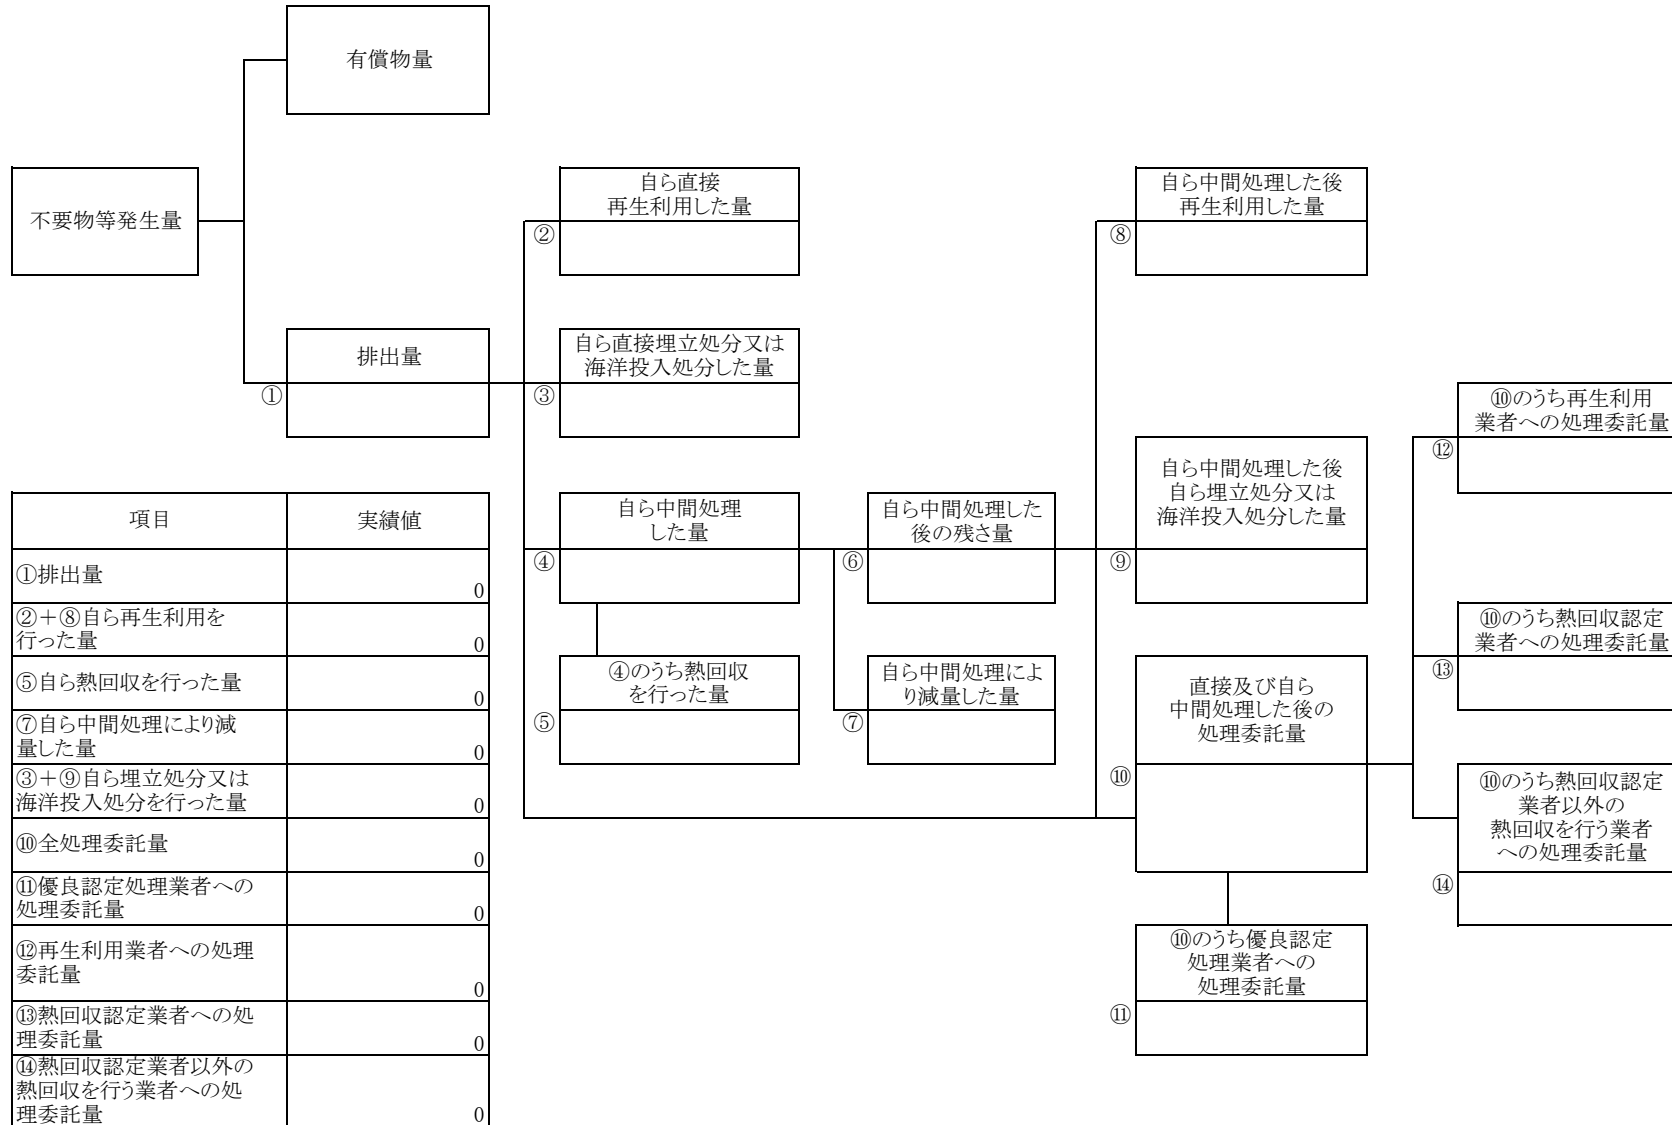 有償物量
不要物等発生量
自ら直接
再生利用した量
②
自ら中間処理した後
再生利用した量
⑧
排出量
①
自ら直接埋立処分又は
海洋投入処分した量
③
⑩のうち再生利用
業者への処理委託量
⑫
自ら中間処理
した量
④
自ら中間処理した
後の残さ量
⑥
自ら中間処理した後
自ら埋立処分又は
海洋投入処分した量
⑨
⑩のうち熱回収認定
業者への処理委託量
⑬
④のうち熱回収
を行った量
⑤
自ら中間処理によ
り減量した量
⑦
直接及び自ら
中間処理した後の
処理委託量
⑩
⑩のうち熱回収認定
業者以外の
熱回収を行う業者
への処理委託量
⑭
⑩のうち優良認定
処理業者への
処理委託量
⑪
項目 実績値
①排出量
0
②＋⑧自ら再生利用を
行った量 0
⑤自ら熱回収を行った量
0
⑦自ら中間処理により減
量した量 0
③＋⑨自ら埋立処分又は
海洋投入処分を行った量 0
⑩全処理委託量
0
⑪優良認定処理業者への
処理委託量 0
⑫再生利用業者への処理
委託量
0
⑬熱回収認定業者への処
理委託量 0
⑭熱回収認定業者以外の
熱回収を行う業者への処
理委託量 0